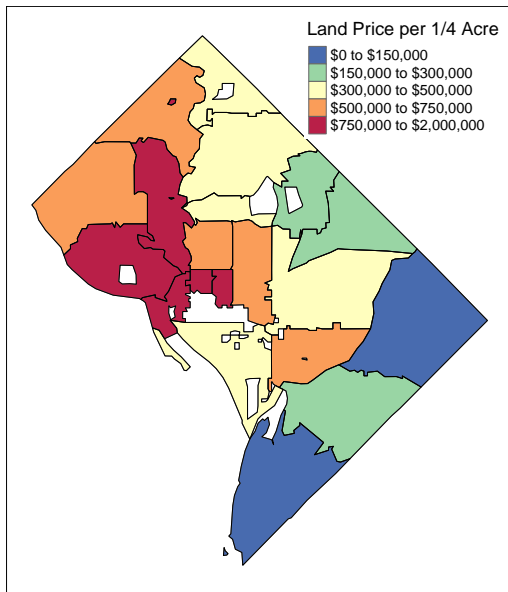 Land Price per 1/4 Acre
$0 to $150,000
$150,000 to $300,000
$300,000 to $500,000
$500,000 to $750,000
$750,000 to $2,000,000